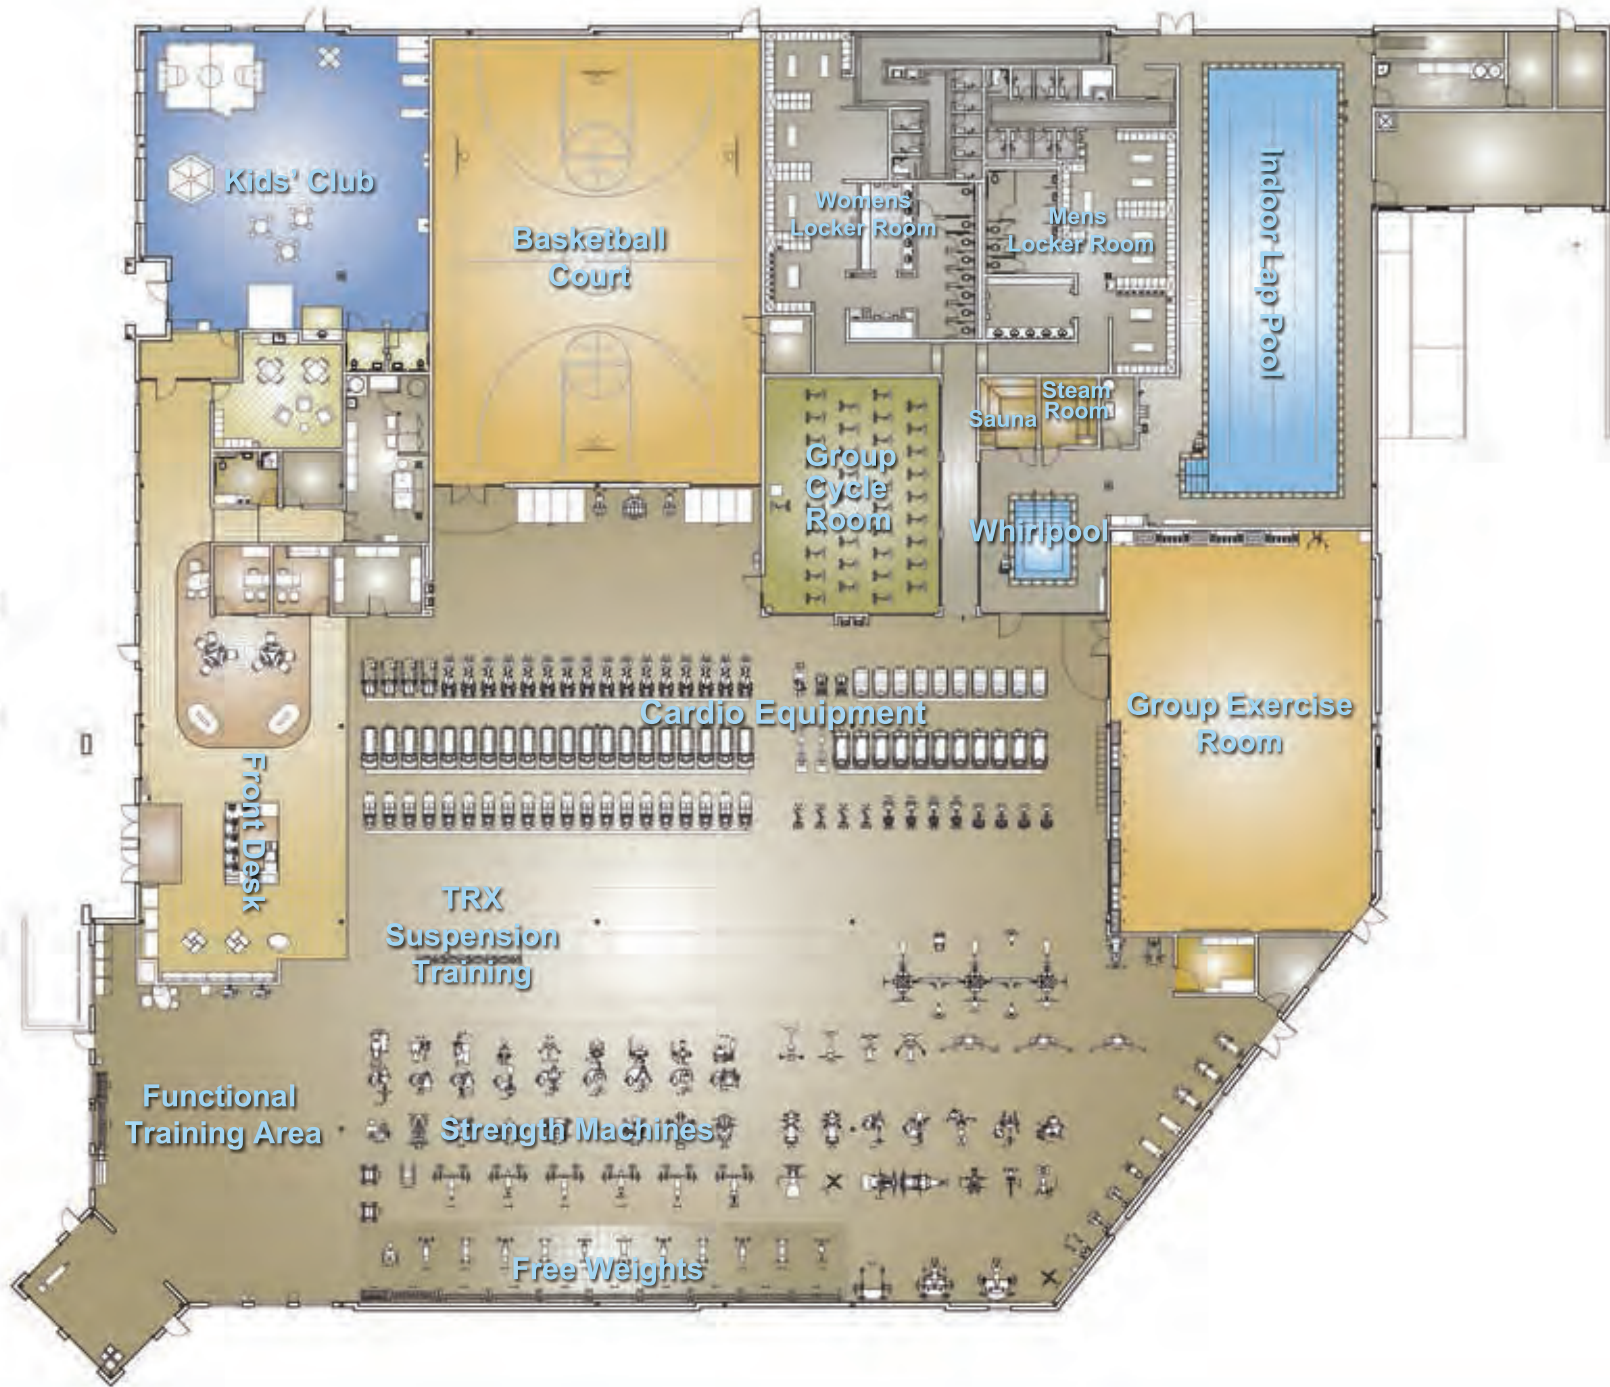 Kids' Club
Basketball
Court
Womens
Locker Room
Mens
Locker Room
Indoor Lap Pool
Sauna
Steam
Room
Group
Cycle
Room
Whirlpool
Group Exercise
Room
Cardio Equipment
Front Desk
TRX
Suspension
Training
Functional
Training Area
Strength Machines
Free Weights